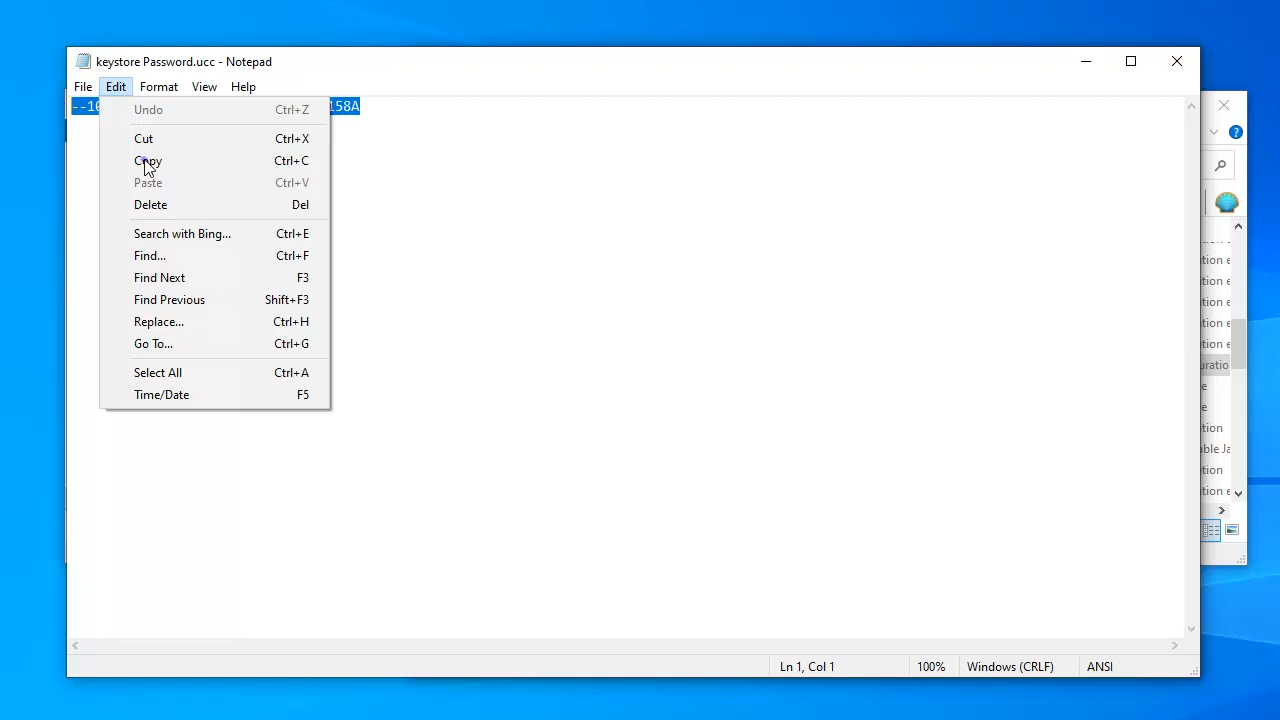 keystore Password.ucc - Notepad
File Edit Format View Help
--10 158A
Undo Ctrl+Z
Cut Ctrl+X
Copy Ctrl+C
Paste Ctrl+V
Delete Del
Search with Bing... Ctrl+E
Find... Ctrl+F
Find Next F3
Find Previous Shift+F3
Replace... Ctrl+H
Go To... Ctrl+G
Select All Ctrl+A
Time/Date F5
Ln 1, Col 1 100% Windows (CRLF) ANSI